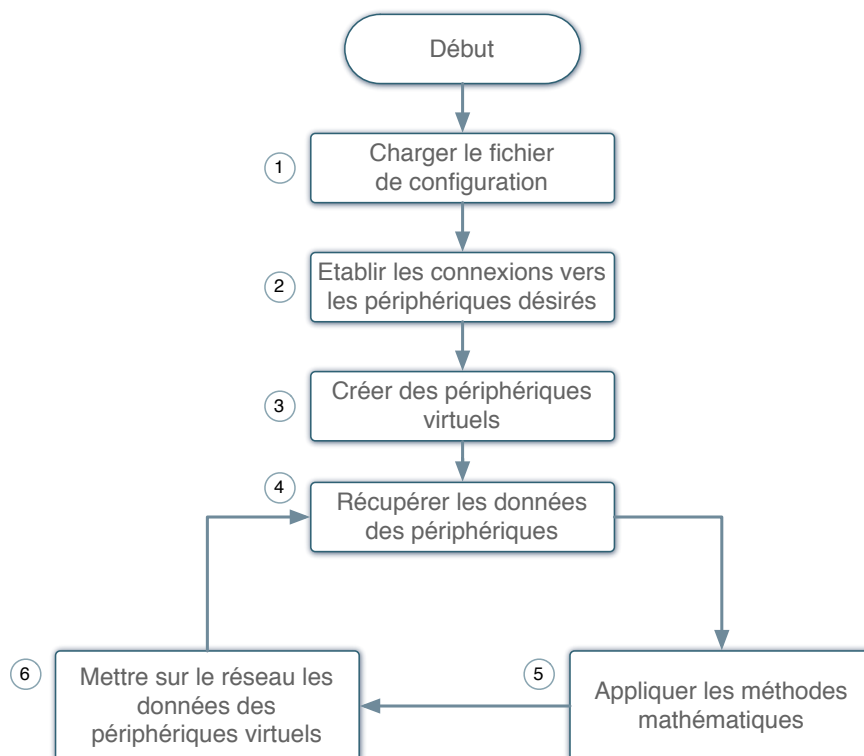 Début
1
Charger le fichier
de configuration
2
Etablir les connexions vers
les périphériques désirés
3
Créer des périphériques
virtuels
4
Récupérer les données
des périphériques
5
Appliquer les méthodes
mathématiques
6
Mettre sur le réseau les
données des
périphériques virtuels